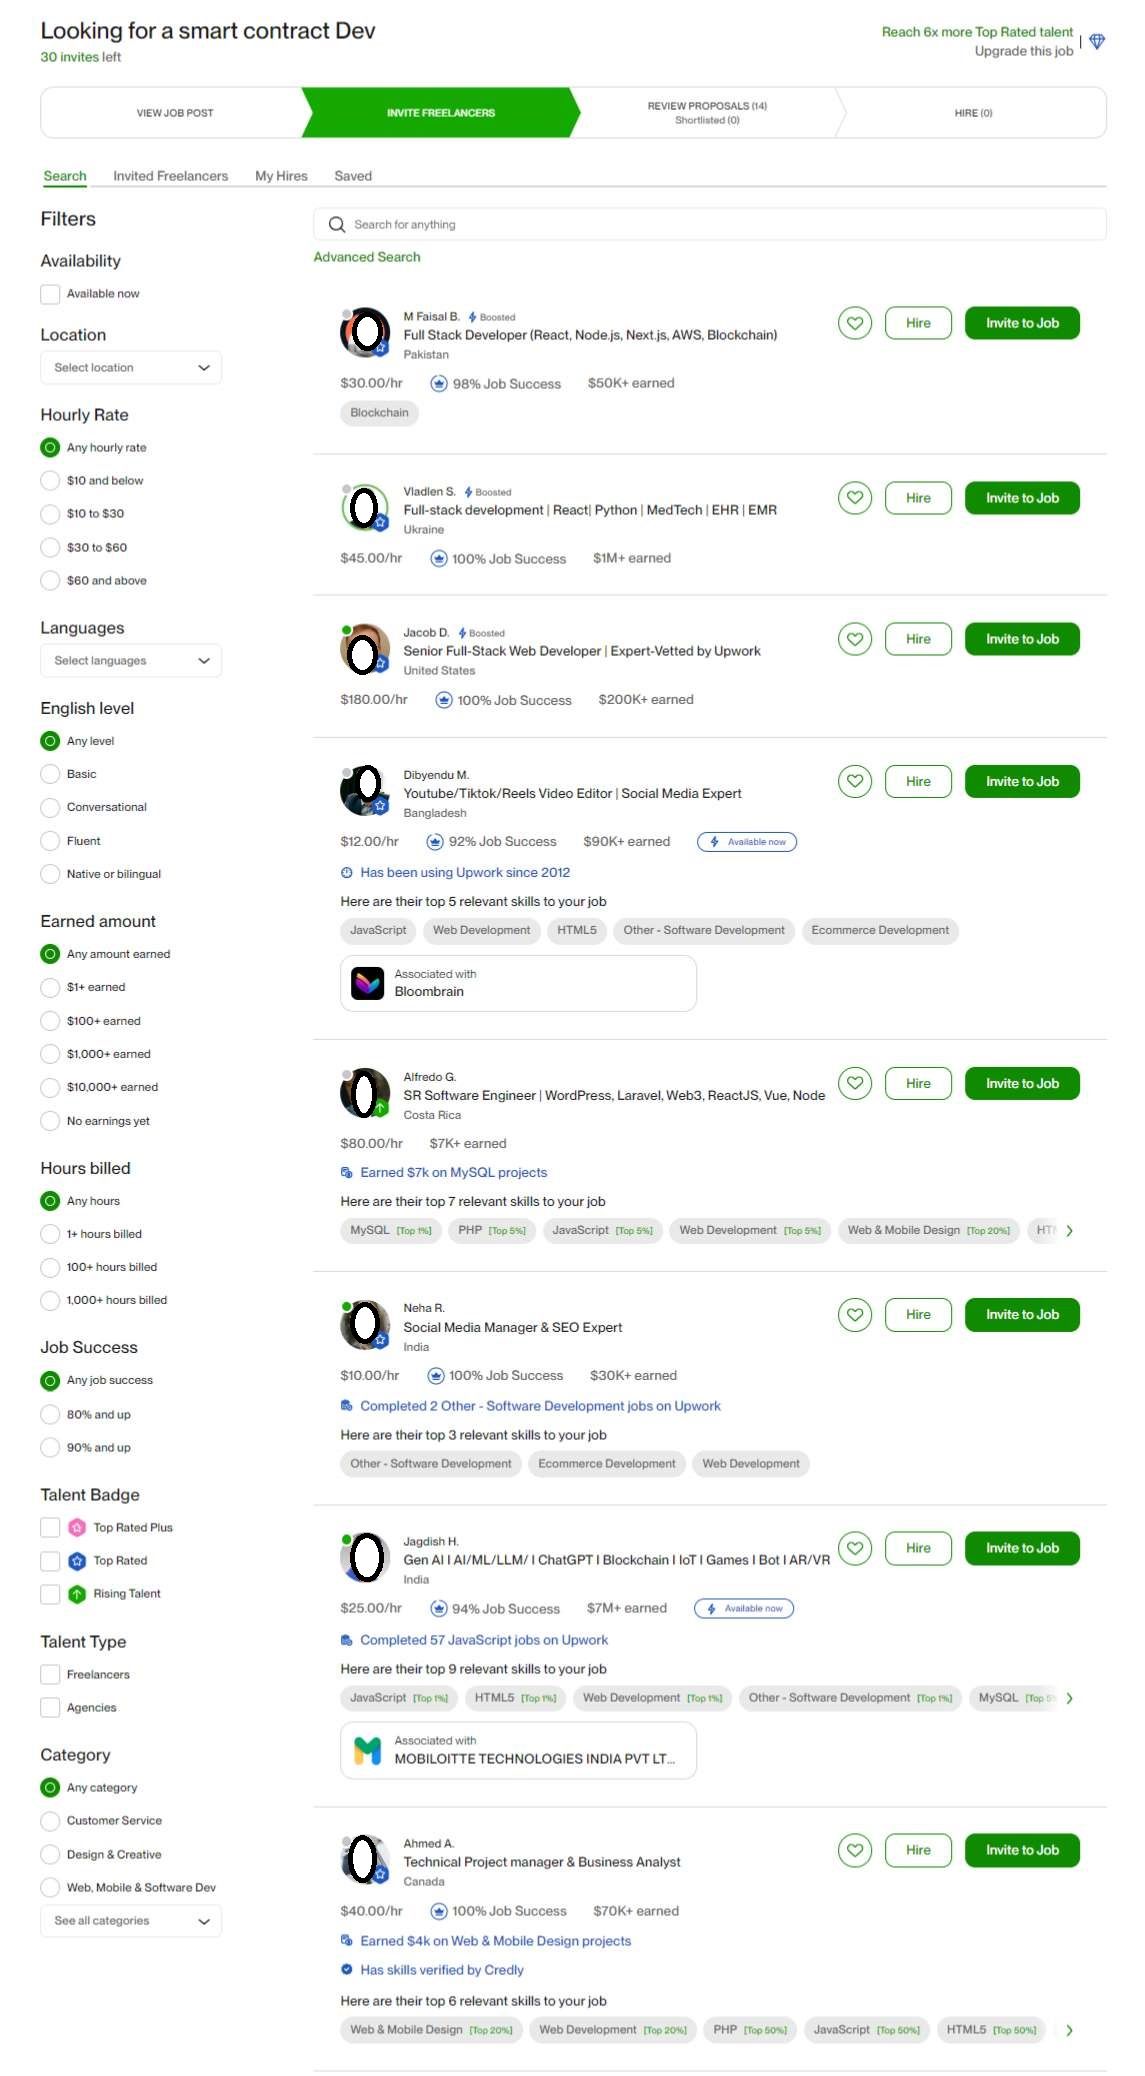 Looking for a smart contract Dev
30 invites left
Reach 6x more Top Rated talent
Upgrade this job
VIEW JOB POST
INVITE FREELANCERS
REVIEW PROPOSALS (14)
Shortlisted (0)
HIRE (0)
Search
Invited Freelancers
My Hires
Saved
Filters
Availability
Available now
Location
Select location
Hourly Rate
Any hourly rate
$10 and below
$10 to $30
$30 to $60
$60 and above
Languages
Select languages
English level
Any level
Basic
Conversational
Fluent
Native or bilingual
Earned amount
Any amount earned
$1+ earned
$100+ earned
$1,000+ earned
$10,000+ earned
No earnings yet
Hours billed
Any hours
1+ hours billed
100+ hours billed
1,000+ hours billed
Job Success
Any job success
80% and up
90% and up
Talent Badge
Top Rated Plus
Top Rated
Rising Talent
Talent Type
Freelancers
Agencies
Category
Any category
Customer Service
Design & Creative
Web, Mobile & Software Dev
See all categories
Search for anything
Advanced Search
M Faisal B. Boosted
Full Stack Developer (React, Node.js, Next.js, AWS, Blockchain)
Pakistan
Hire
Invite to Job
$30.00/hr 98% Job Success $50K+ earned
Blockchain
Vladlen S. Boosted
Full-stack development | React| Python | MedTech | EHR | EMR
Ukraine
Hire
Invite to Job
$45.00/hr 100% Job Success $1M+ earned
Jacob D. Boosted
Senior Full-Stack Web Developer | Expert-Vetted by Upwork
United States
Hire
Invite to Job
$180.00/hr 100% Job Success $200K+ earned
Dibyendu M.
Youtube/Tiktok/Reels Video Editor | Social Media Expert
Bangladesh
Hire
Invite to Job
$12.00/hr 92% Job Success $90K+ earned Available now
Has been using Upwork since 2012
Here are their top 5 relevant skills to your job
JavaScript Web Development HTML5 Other - Software Development Ecommerce Development
Associated with
Bloombrain
Alfredo G.
SR Software Engineer | WordPress, Laravel, Web3, ReactJS, Vue, Node
Costa Rica
Hire
Invite to Job
$80.00/hr $7K+ earned
Earned $7k on MySQL projects
Here are their top 7 relevant skills to your job
MySQL [Top 1%] PHP [Top 5%] JavaScript [Top 5%] Web Development [Top 5%] Web & Mobile Design [Top 20%]
Neha R.
Social Media Manager & SEO Expert
India
Hire
Invite to Job
$10.00/hr 100% Job Success $30K+ earned
Completed 2 Other - Software Development jobs on Upwork
Here are their top 3 relevant skills to your job
Other - Software Development Ecommerce Development Web Development
Jagdish H.
Gen AI I AI/ML/LLM/ I ChatGPT I Blockchain I IoT I Games I Bot I AR/VR
India
Hire
Invite to Job
$25.00/hr 94% Job Success $7M+ earned Available now
Completed 57 JavaScript jobs on Upwork
Here are their top 9 relevant skills to your job
JavaScript [Top 1%] HTML5 [Top 1%] Web Development [Top 1%] Other - Software Development [Top 1%] MySQL [Top 5%
Associated with
MOBILOITTE TECHNOLOGIES INDIA PVT LT...
Ahmed A.
Technical Project manager & Business Analyst
Canada
Hire
Invite to Job
$40.00/hr 100% Job Success $70K+ earned
Earned $4k on Web & Mobile Design projects
Has skills verified by Credly
Here are their top 6 relevant skills to your job
Web & Mobile Design [Top 20%] Web Development [Top 20%] PHP [Top 50%] JavaScript [Top 50%] HTML5 [Top 50%]